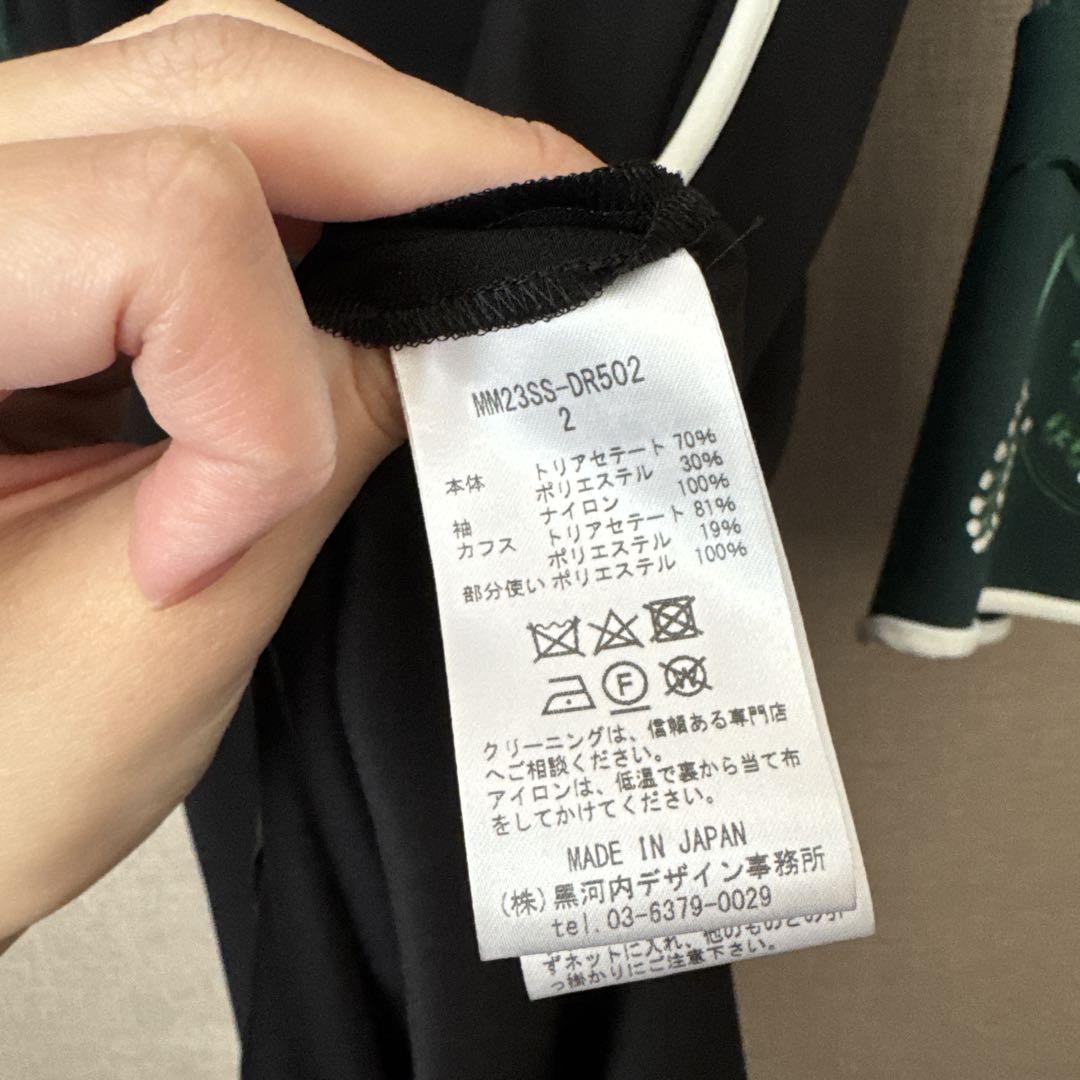 MM23SS-DR502
2
本体 トリアセテート 70%
ポリエステル 30%
袖 ナイロン 100%
カフス トリアセテート 81%
ポリエステル 19%
部分使い ポリエステル 100%
F
W
クリーニングは、信頼ある専門店
へご相談ください。
アイロンは、低温で裏から当て布
をしてかけてください。
MADE IN JAPAN
(株)黒河内デザイン事務所
tel.03-6379-0029
ずネットに入れ、他のものとの引
っ掛かりにご注意下さい。